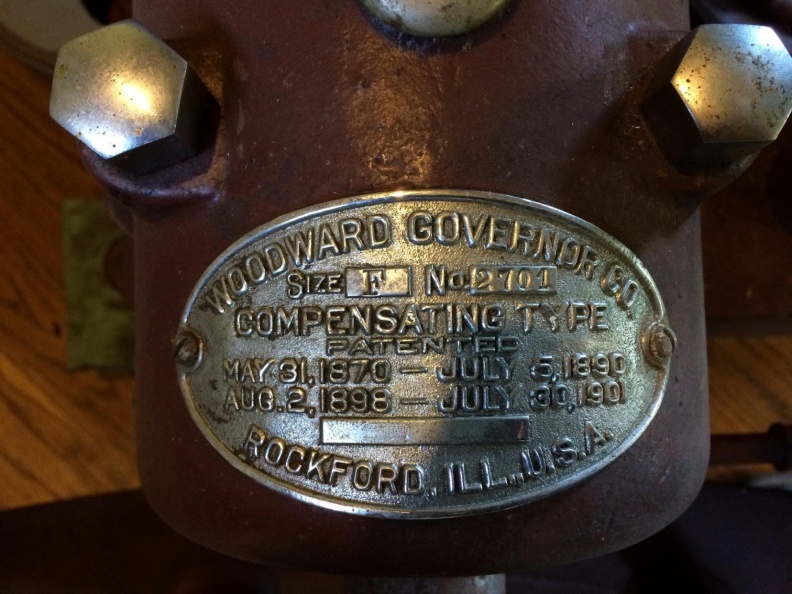 WOODWARD GOVERNOR CO.
SIZE F No. 2701
COMPENSATING TYPE
PATENTED
MAY 31, 1870 — JULY 5, 1890
AUG. 2, 1898 — JULY 30, 1901
ROCKFORD, ILL., U.S.A.